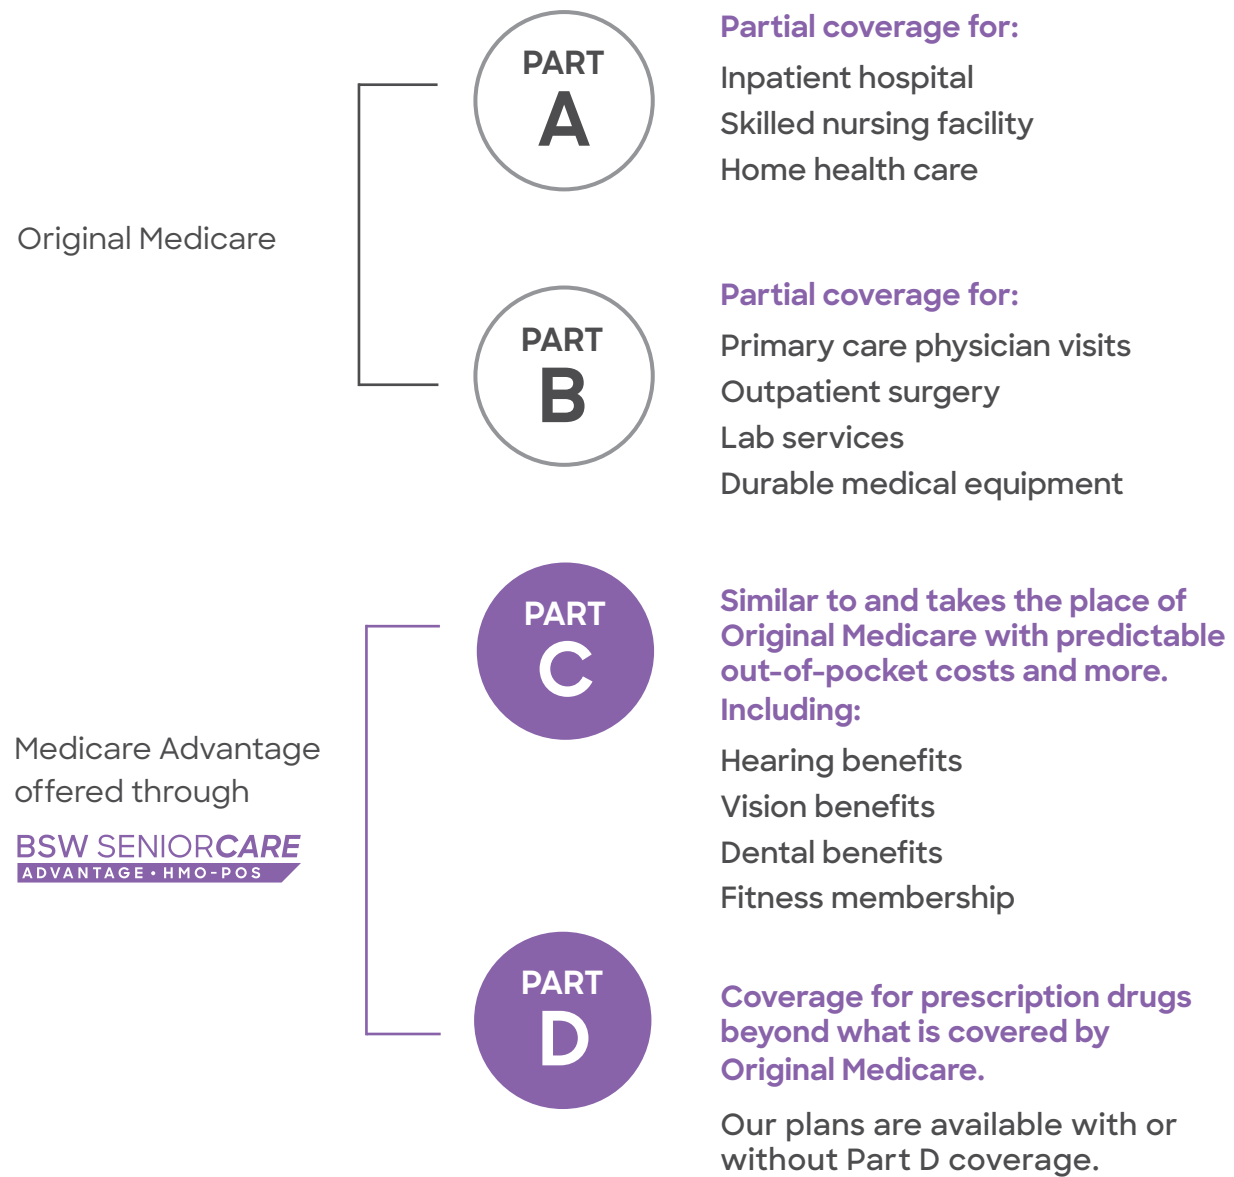 PART
A
Partial coverage for:
Inpatient hospital
Skilled nursing facility
Home health care
Original Medicare
PART
B
Partial coverage for:
Primary care physician visits
Outpatient surgery
Lab services
Durable medical equipment
PART
C
Similar to and takes the place of
Original Medicare with predictable
out-of-pocket costs and more.
Including:
Hearing benefits
Vision benefits
Dental benefits
Fitness membership
Medicare Advantage
offered through
BSW SENIORCARE
ADVANTAGE • HMO-POS
PART
D
Coverage for prescription drugs
beyond what is covered by
Original Medicare.
Our plans are available with or
without Part D coverage.